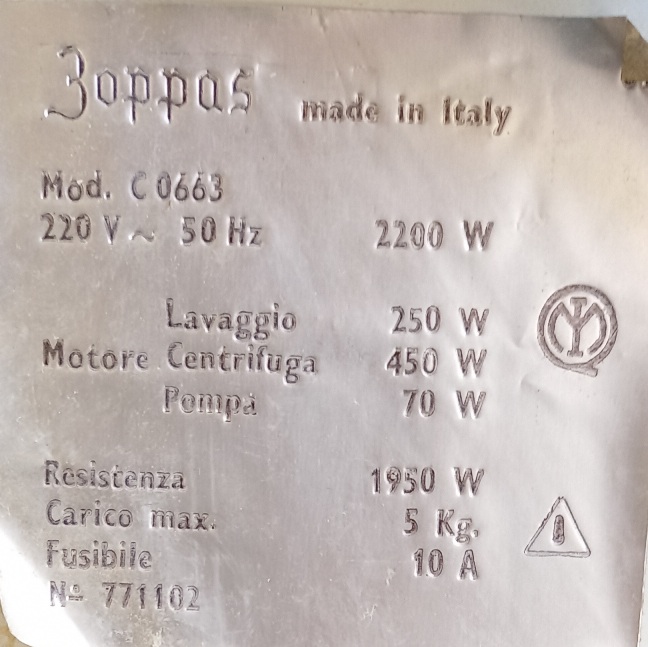 Zoppas made in Italy
Mod. C 0663
220 V ~ 50 Hz 2200 W
Lavaggio 250 W
Motore Centrifuga 450 W
Pompa 70 W
Resistenza 1950 W
Carico max. 5 Kg.
Fusibile 10 A
Nº 771102